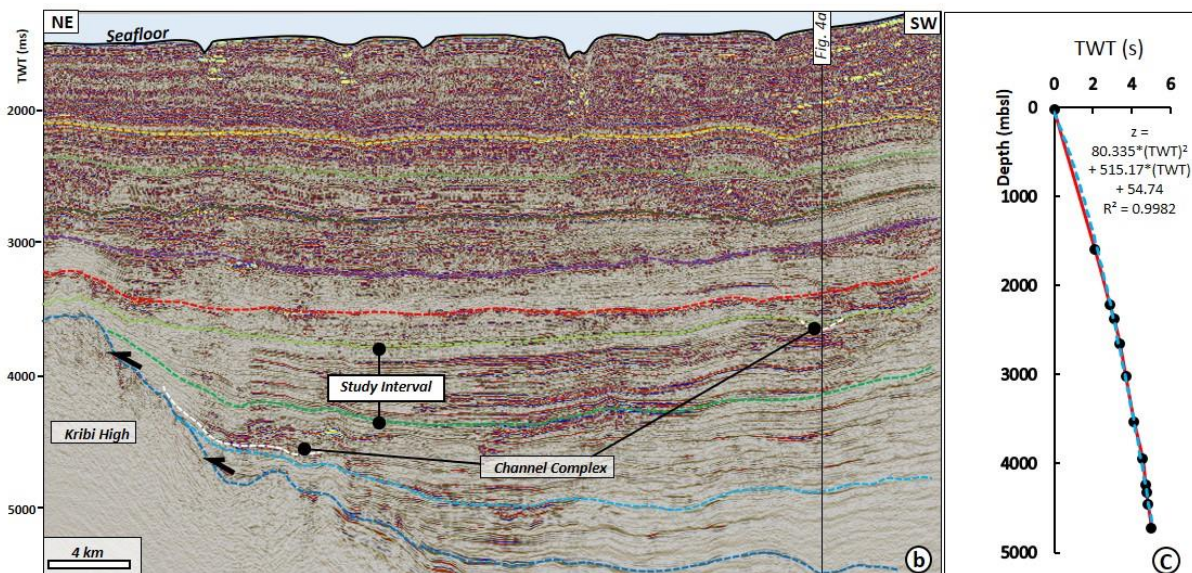 NE
Seafloor
SW
TWT (ms)
Fig. 4a
2000
3000
4000
5000
Study Interval
Kribi High
Channel Complex
4 km
b
TWT (s)
0 2 4 6
Depth (mbsl)
0
1000
2000
3000
4000
5000
z =
80.335*(TWT)²
+ 515.17*(TWT)
+ 54.74
R² = 0.9982
C